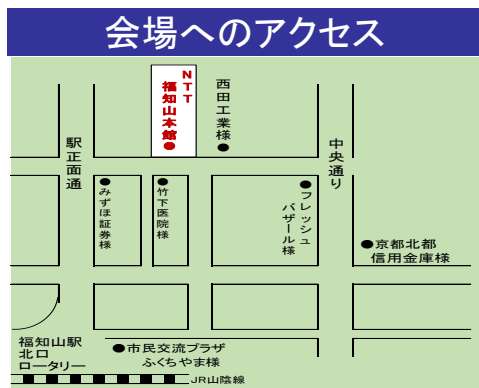 会場へのアクセス
NTT
福知山本館●
西田工業様●
駅正面通
中央通り
●みずほ証券様
●竹下医院様
●フレッシュ
バザール様
●京都北都
信用金庫様
福知山駅
北口
ロータリー
●市民交流プラザ
ふくちやま様
JR山陰線